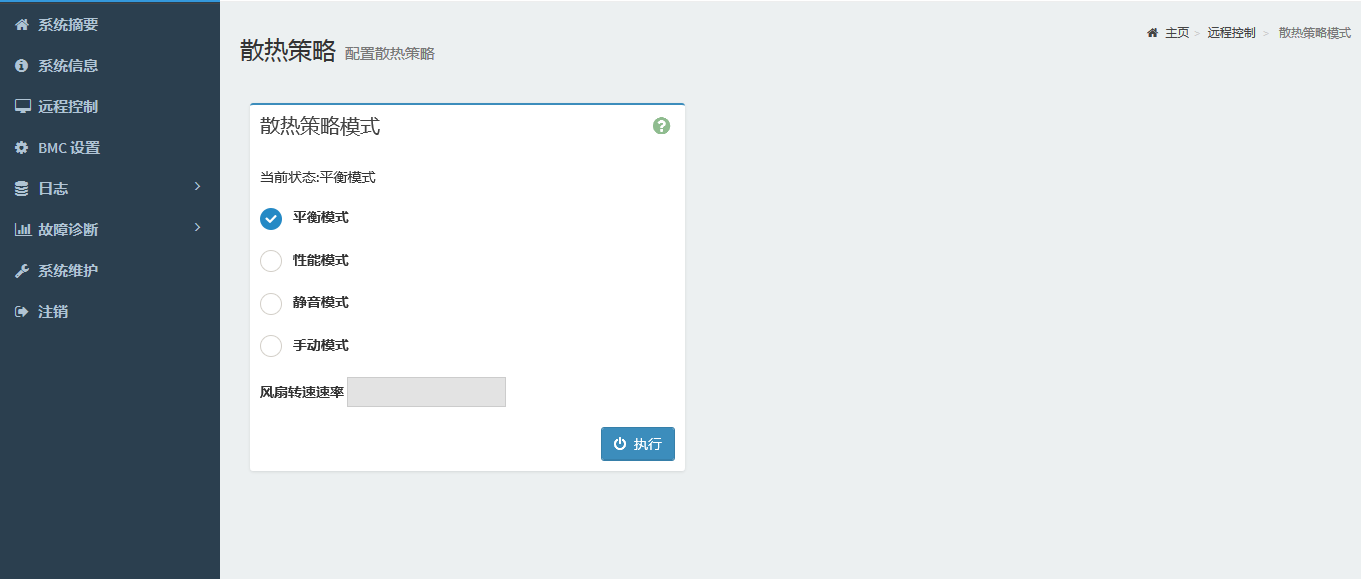 系统摘要
系统信息
远程控制
BMC 设置
日志
故障诊断
系统维护
注销
散热策略 配置散热策略
主页 > 远程控制 > 散热策略模式
散热策略模式
当前状态:平衡模式
平衡模式
性能模式
静音模式
手动模式
风扇转速速率
执行